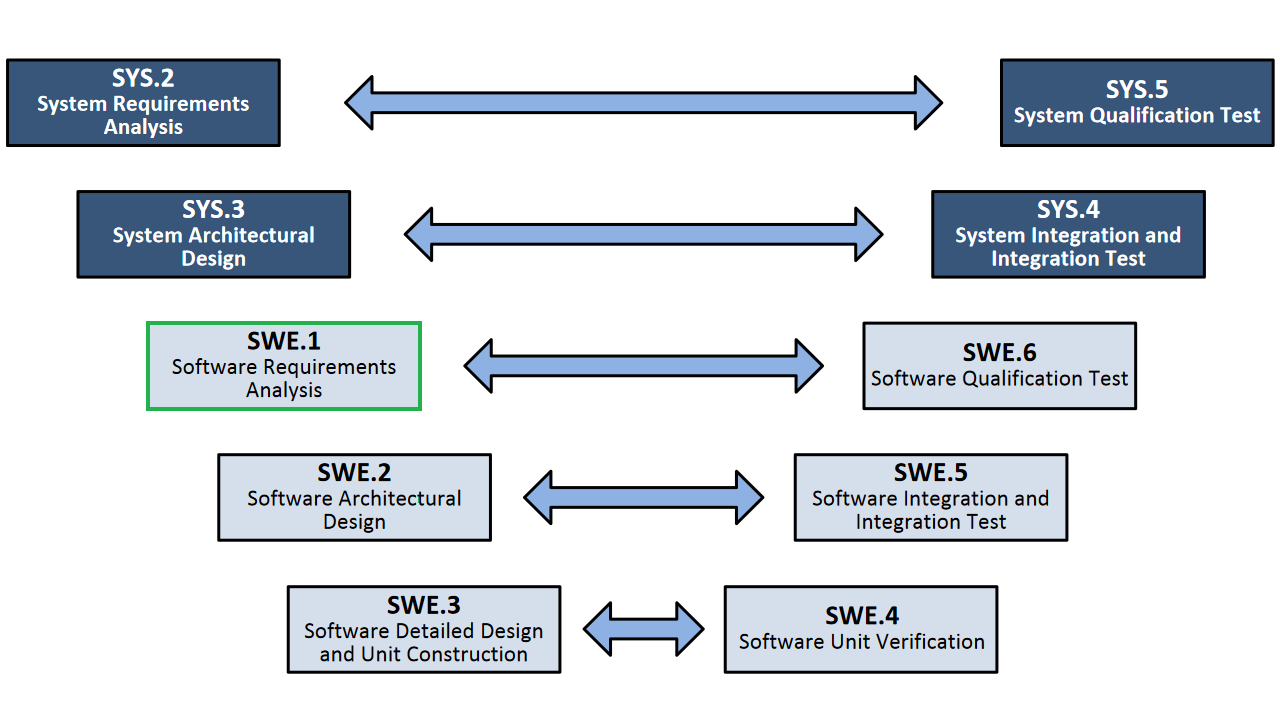 SYS.2
System Requirements
Analysis
SYS.5
System Qualification Test
SYS.3
System Architectural
Design
SYS.4
System Integration and
Integration Test
SWE.1
Software Requirements
Analysis
SWE.6
Software Qualification Test
SWE.2
Software Architectural
Design
SWE.5
Software Integration and
Integration Test
SWE.3
Software Detailed Design
and Unit Construction
SWE.4
Software Unit Verification